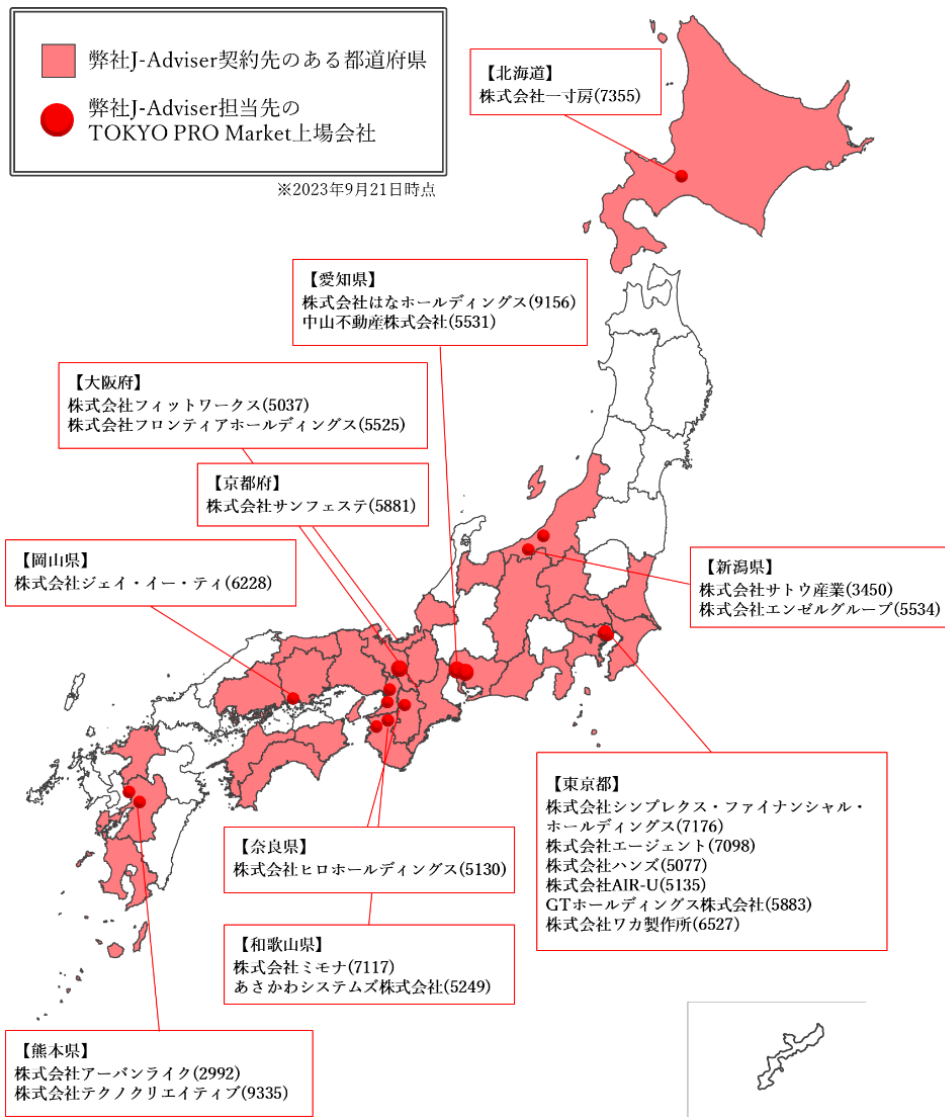 弊社J-Adviser契約先のある都道府県
弊社J-Adviser担当先の
TOKYO PRO Market上場会社
※2023年9月21日時点
【北海道】
株式会社一寸房(7355)
【愛知県】
株式会社はなホールディングス(9156)
中山不動産株式会社(5531)
【大阪府】
株式会社フィットワークス(5037)
株式会社フロンティアホールディングス(5525)
【京都府】
株式会社サンフェステ(5881)
【岡山県】
株式会社ジェイ・イー・ティ(6228)
【新潟県】
株式会社サトウ産業(3450)
株式会社エンゼルグループ(5534)
【東京都】
株式会社シンプレクス・ファイナンシャル・
ホールディングス(7176)
株式会社エージェント(7098)
株式会社ハンズ(5077)
株式会社AIR-U(5135)
GTホールディングス株式会社(5883)
株式会社ワカ製作所(6527)
【奈良県】
株式会社ヒロホールディングス(5130)
【和歌山県】
株式会社ミモナ(7117)
あさかわシステムズ株式会社(5249)
【熊本県】
株式会社アーバンライク(2992)
株式会社テクノクリエイティブ(9335)